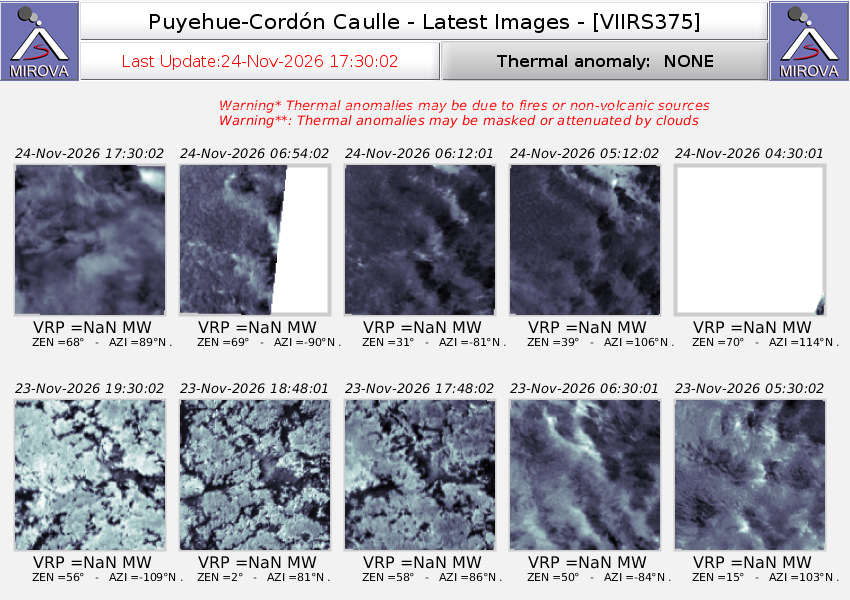 Puyehue-Cordón Caulle - Latest Images - [VIIRS375]
MIROVA
Last Update:24-Nov-2026 17:30:02
Thermal anomaly: NONE
MIROVA
Warning* Thermal anomalies may be due to fires or non-volcanic sources
Warning**: Thermal anomalies may be masked or attenuated by clouds
24-Nov-2026 17:30:02 24-Nov-2026 06:54:02 24-Nov-2026 06:12:01 24-Nov-2026 05:12:02 24-Nov-2026 04:30:01
VRP =NaN MW VRP =NaN MW VRP =NaN MW VRP =NaN MW VRP =NaN MW
ZEN =68° - AZI =89°N . ZEN =69° - AZI =-90°N . ZEN =31° - AZI =-81°N . ZEN =39° - AZI =106°N . ZEN =70° - AZI =114°N .
23-Nov-2026 19:30:02 23-Nov-2026 18:48:01 23-Nov-2026 17:48:02 23-Nov-2026 06:30:01 23-Nov-2026 05:30:02
VRP =NaN MW VRP =NaN MW VRP =NaN MW VRP =NaN MW VRP =NaN MW
ZEN =56° - AZI =-109°N . ZEN =2° - AZI =81°N . ZEN =58° - AZI =86°N . ZEN =50° - AZI =-84°N . ZEN =15° - AZI =103°N .